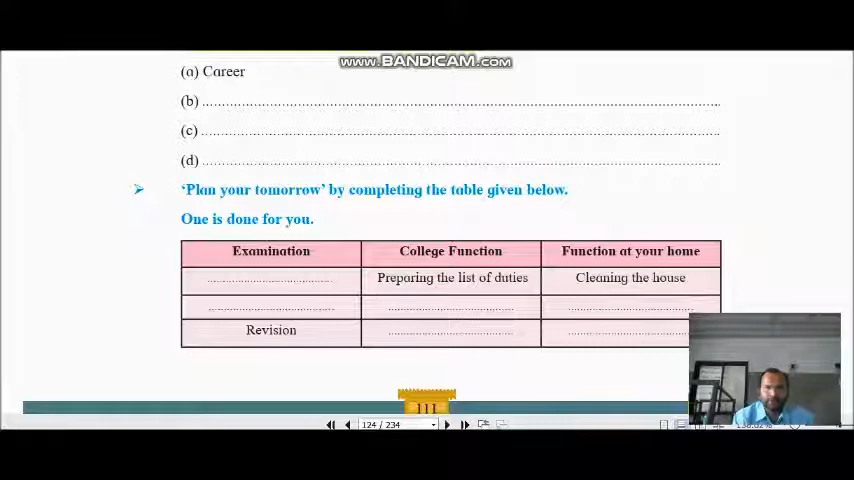 www.BANDICAM.com
(a) Career
(b) ........................................................................
(c) ........................................................................
(d) ........................................................................
➢ 'Plan your tomorrow' by completing the table given below.
One is done for you.
Examination College Function Function at your home
........................................ Preparing the list of duties Cleaning the house
........................................ ........................................ ........................................
Revision ........................................ ........................................
111
124 / 234